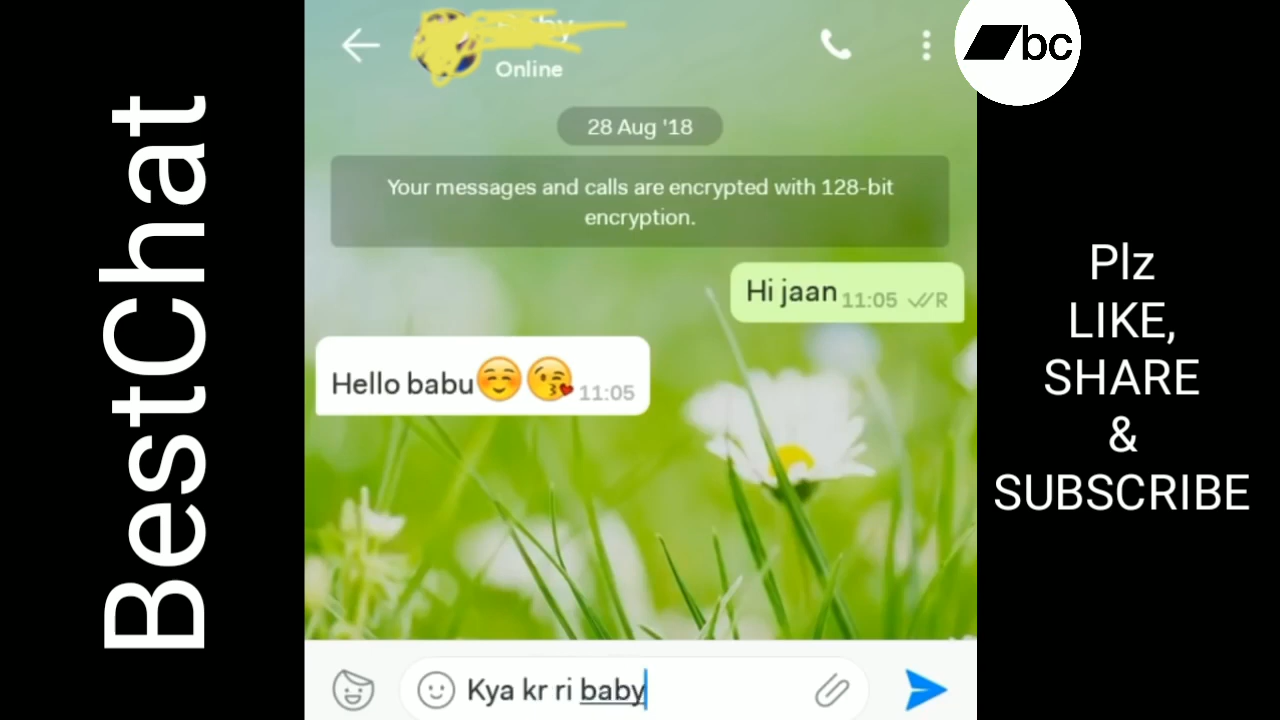 BestChat
Online
28 Aug '18
Your messages and calls are encrypted with 128-bit
encryption.
Hi jaan 11:05 R
Hello babu 11:05
Kya kr ri baby
bc
Plz
LIKE,
SHARE
&
SUBSCRIBE